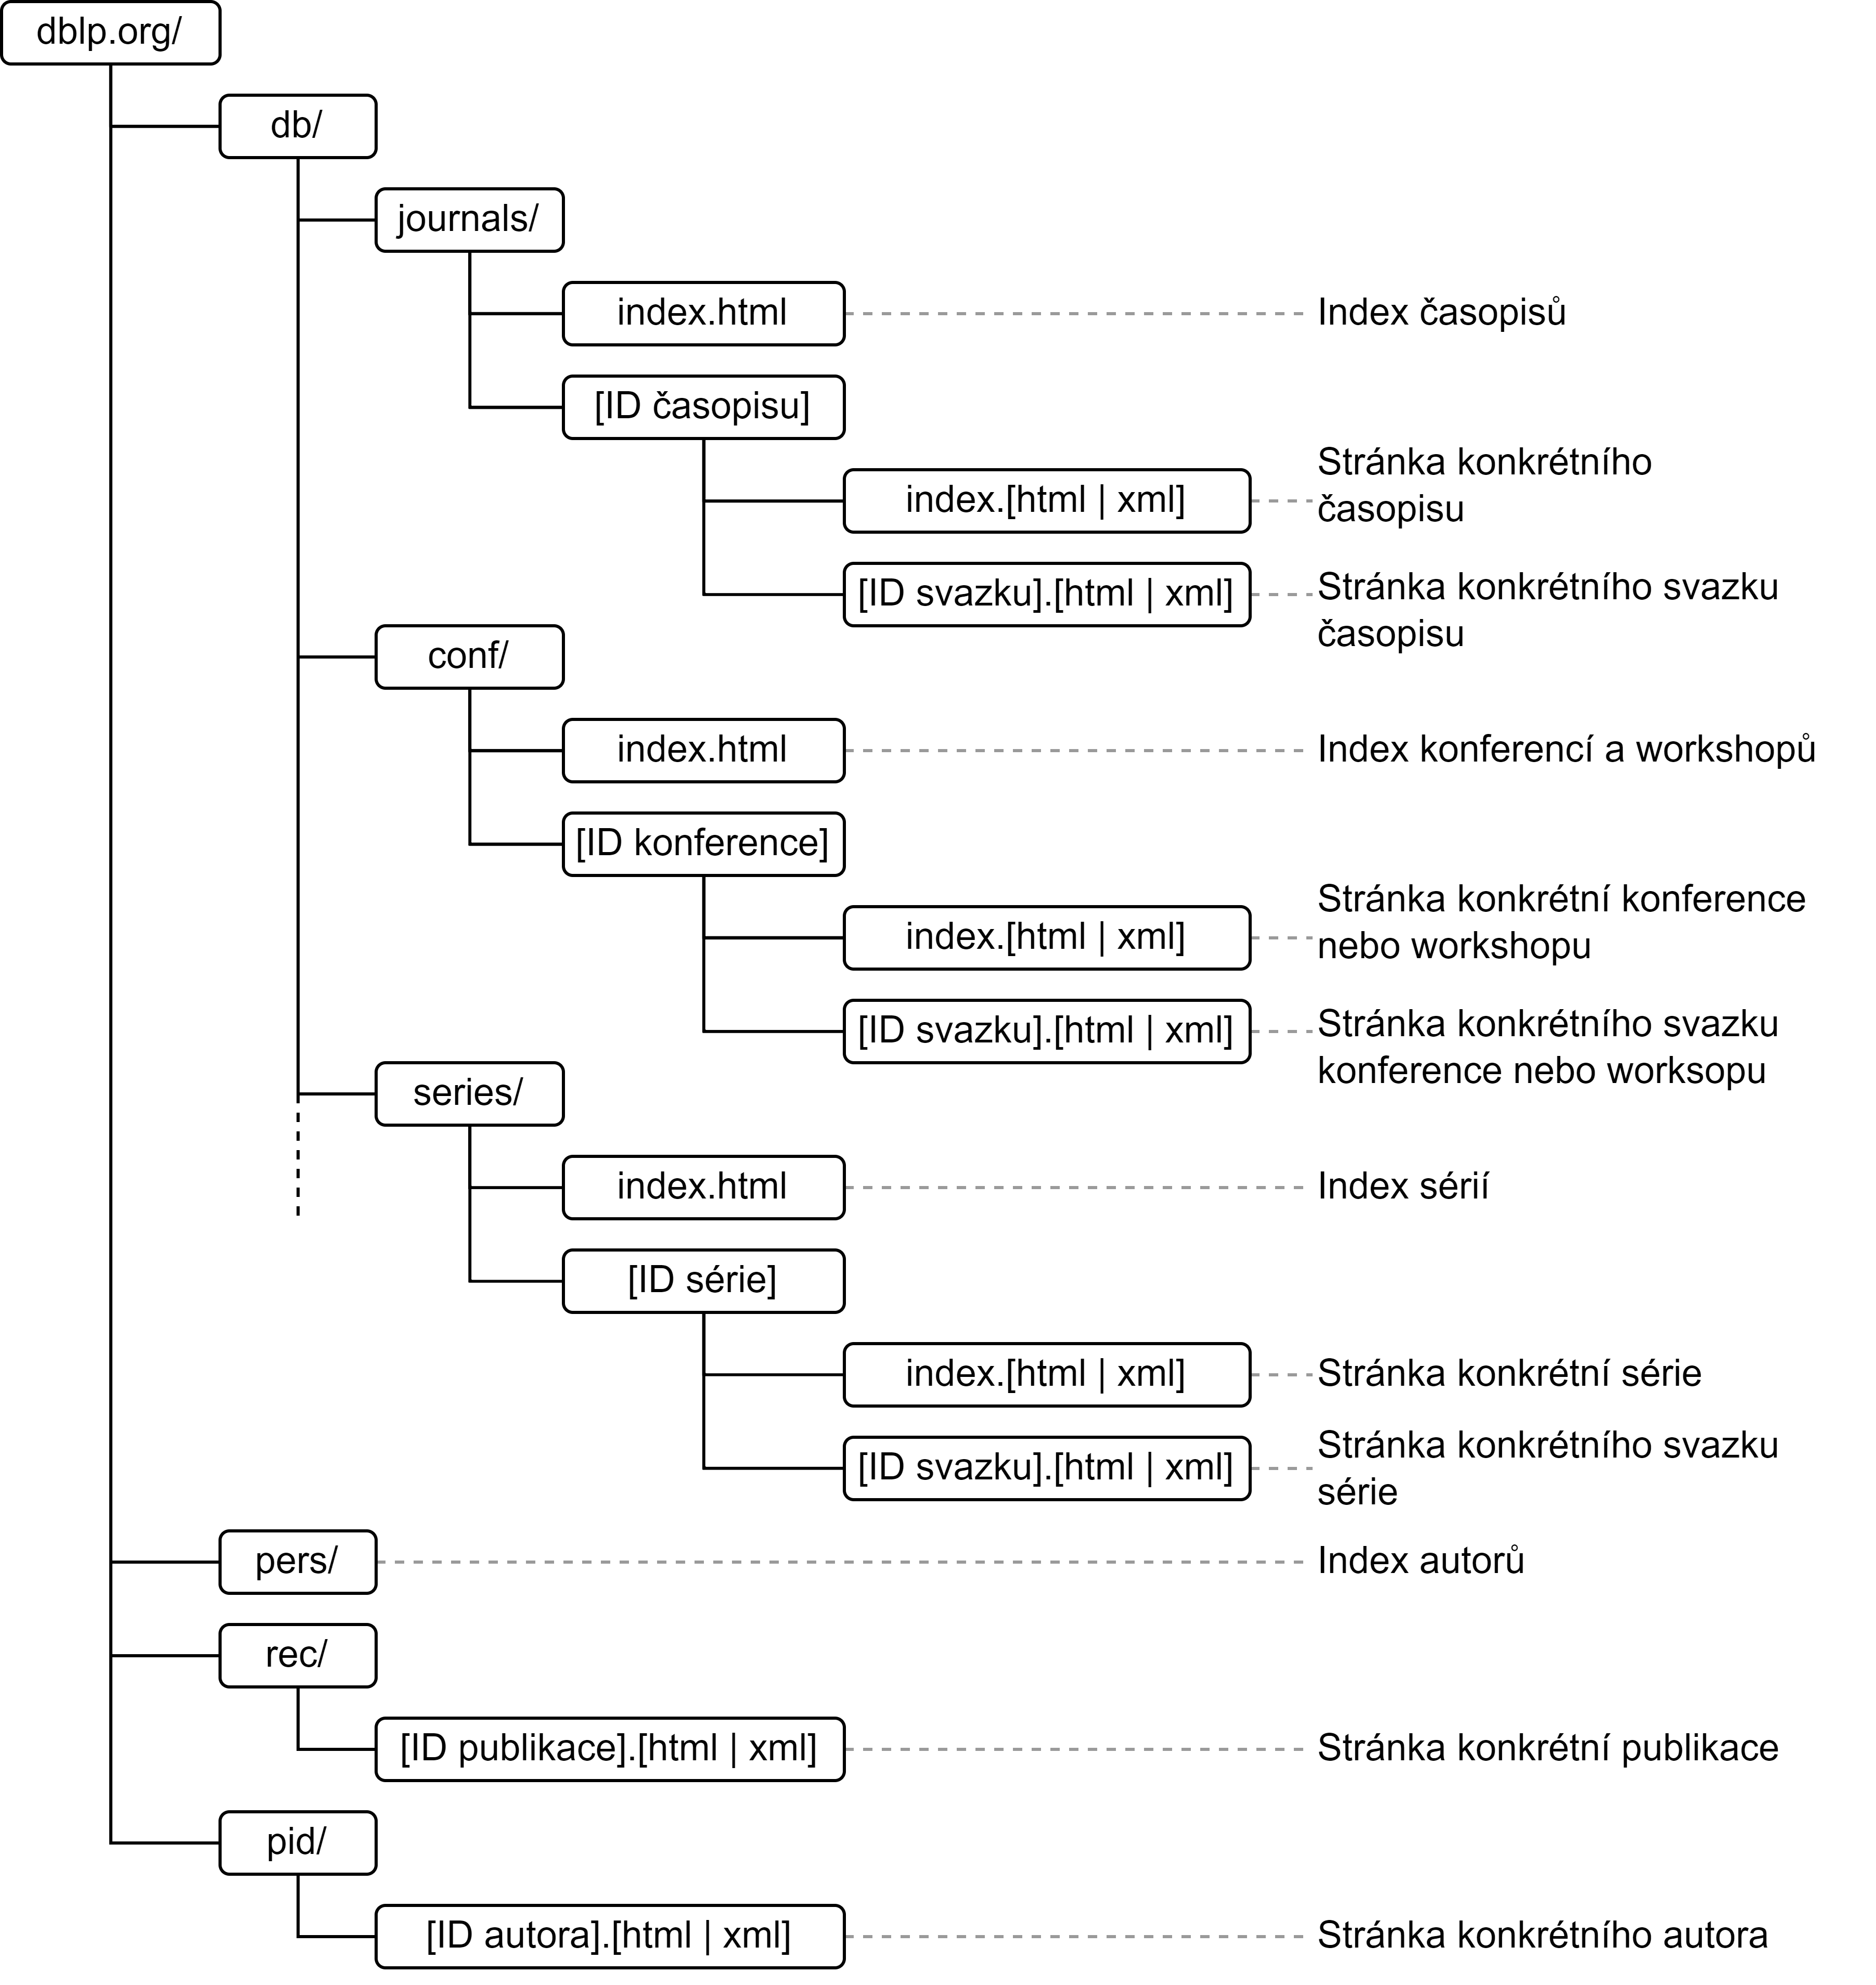 dblp.org/
db/
journals/
index.html
Index časopisů
[ID časopisu]
index.[html | xml]
Stránka konkrétního
časopisu
[ID svazku].[html | xml]
Stránka konkrétního svazku
časopisu
conf/
index.html
Index konferencí a workshopů
[ID konference]
index.[html | xml]
Stránka konkrétní konference
nebo workshopu
[ID svazku].[html | xml]
Stránka konkrétního svazku
konference nebo worksopu
series/
index.html
Index sérií
[ID série]
index.[html | xml]
Stránka konkrétní série
[ID svazku].[html | xml]
Stránka konkrétního svazku
série
pers/
Index autorů
rec/
[ID publikace].[html | xml]
Stránka konkrétní publikace
pid/
[ID autora].[html | xml]
Stránka konkrétního autora